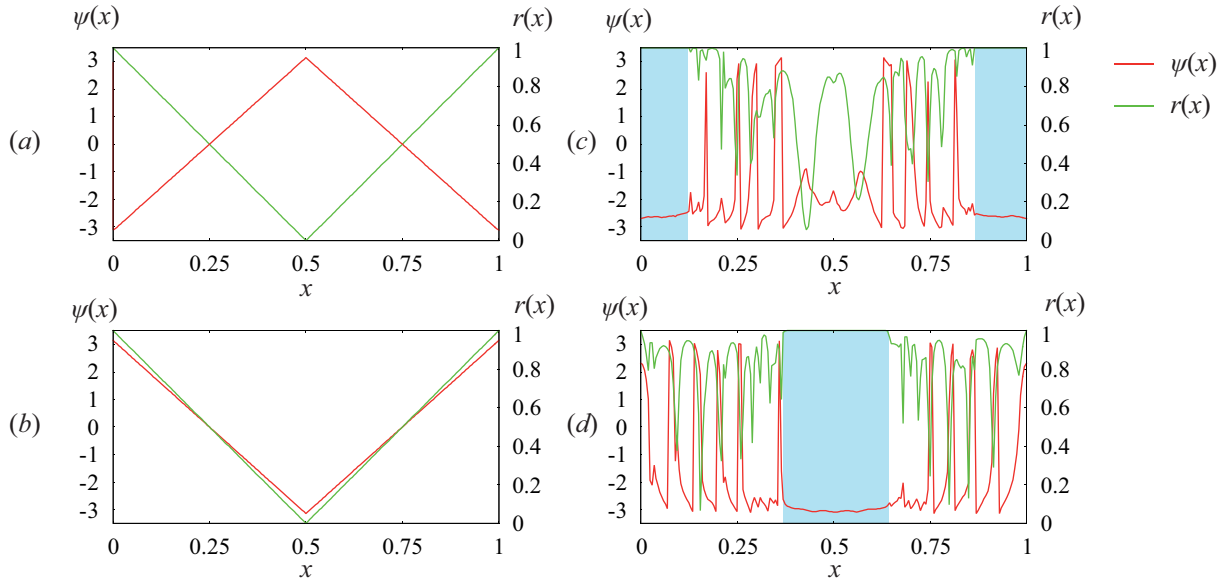 ψ(x) r(x) ψ(x) r(x)
3 1 3 1
2 0.8 2 0.8
1 0.6 1 0.6
(a) 0 (c) 0
-1 0.4 -1 0.4
-2 0.2 -2 0.2
-3 0 -3 0
0 0.25 0.5 0.75 1 0 0.25 0.5 0.75 1
x x
ψ(x)
r(x)
ψ(x) r(x) ψ(x) r(x)
3 1 3 1
2 0.8 2 0.8
1 0.6 1 0.6
(b) 0 (d) 0
-1 0.4 -1 0.4
-2 0.2 -2 0.2
-3 0 -3 0
0 0.25 0.5 0.75 1 0 0.25 0.5 0.75 1
x x